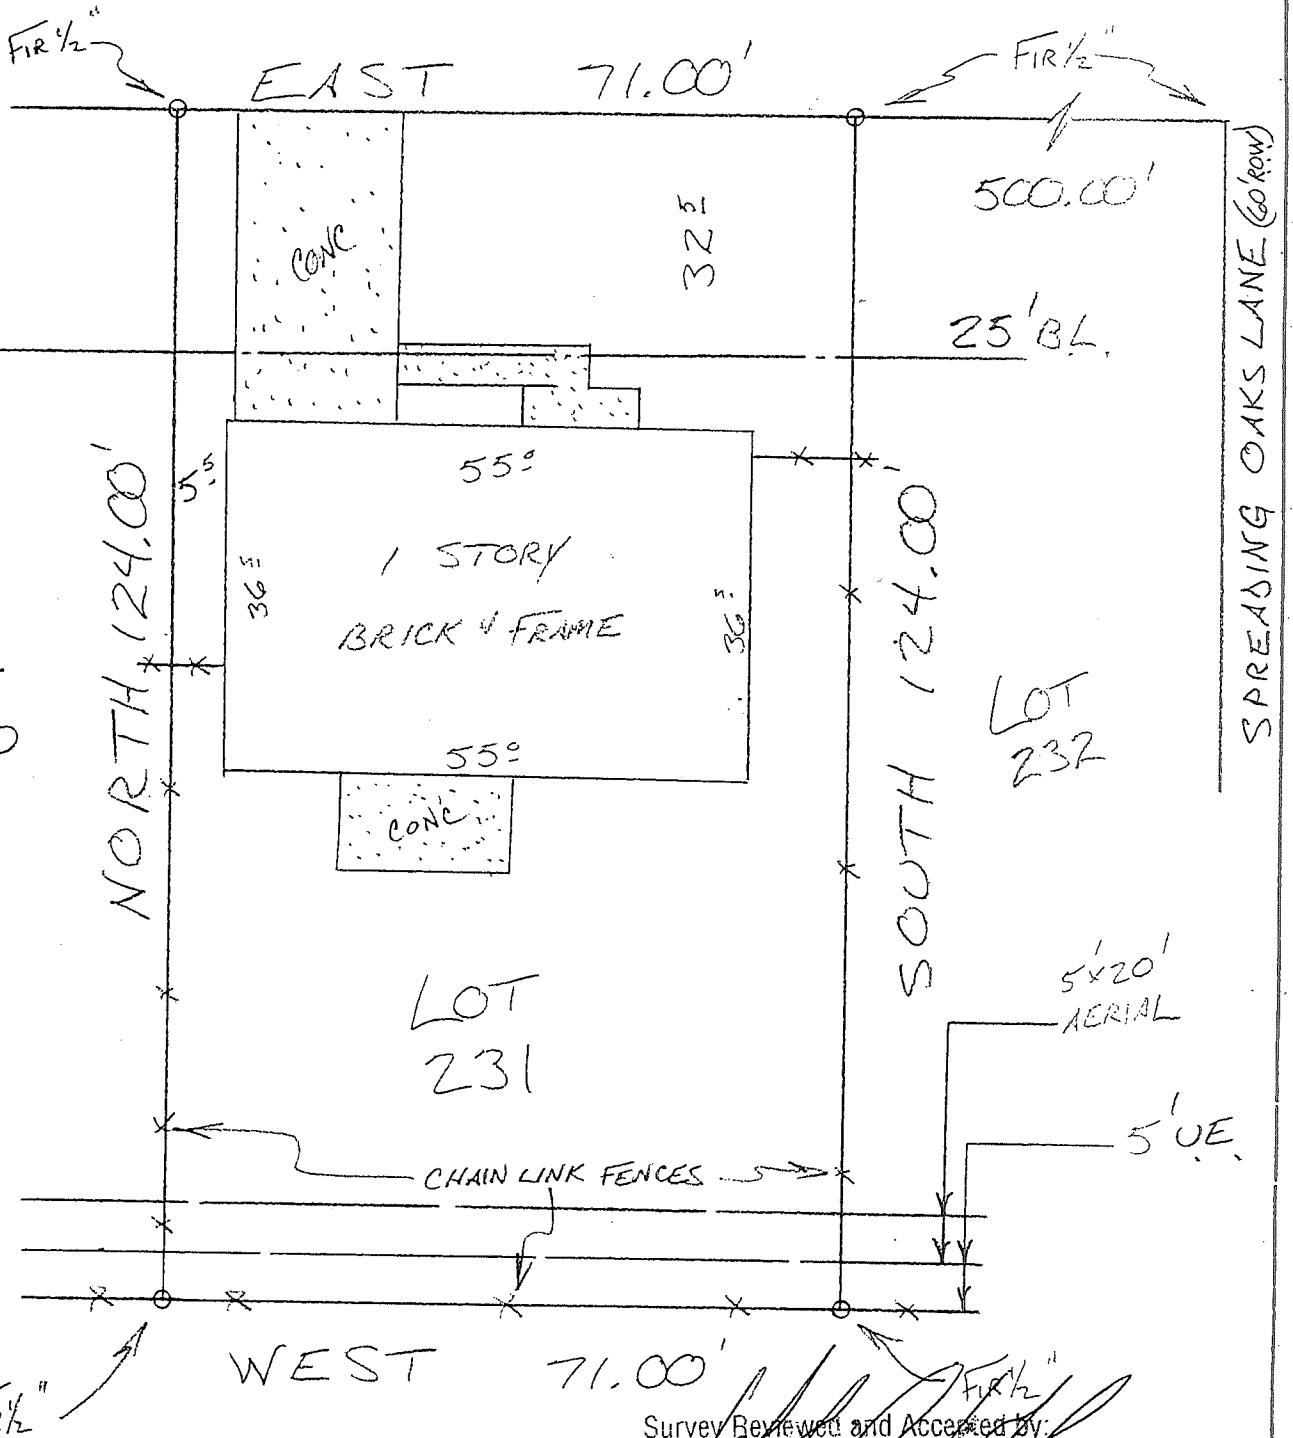 FIR 1/2"
EAST 71.00'
FIR 1/2"
500.00'
SPREADING OAKS LANE (60'ROW)
CONC
32.5
25' B.L.
5.5
55.0
NORTH 124.00'
1 STORY
BRICK & FRAME
36.5
36.5
SOUTH 124.00'
LOT
232
55.0
CONC
LOT
231
5'x20'
AERIAL
5' U.E.
CHAIN LINK FENCES
WEST 71.00'
FIR 1/2"
1/2"
Survey Reviewed and Accepted by: